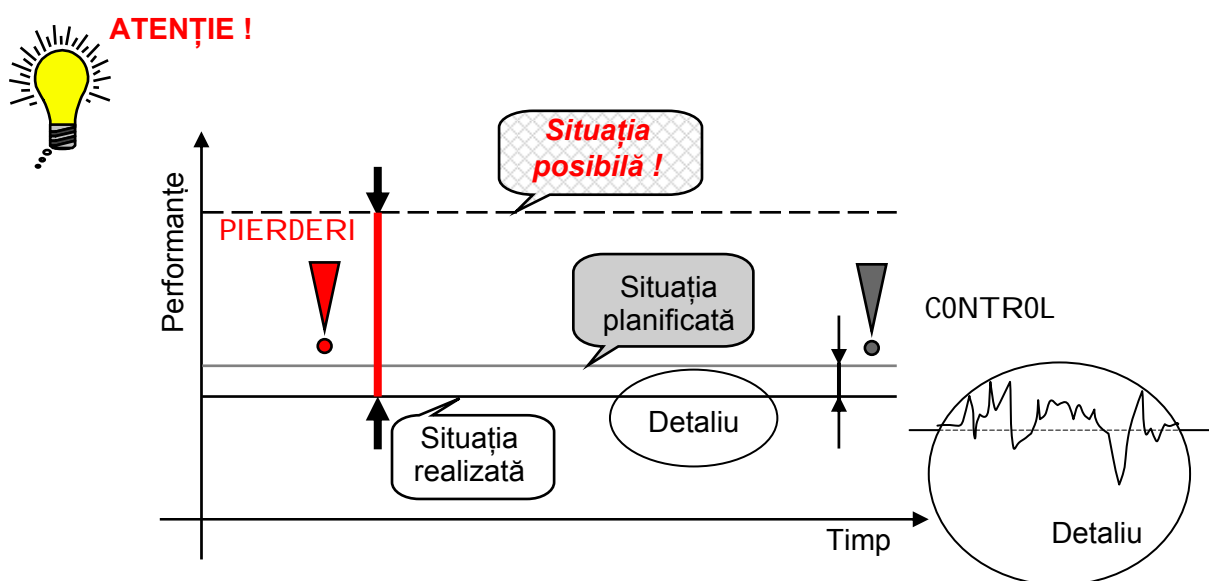 ATENȚIE !
Situația
posibilă !
PIERDERI
Performanțe
Situația
planificată
CONTROL
Situația
realizată
Detaliu
Timp
Detaliu